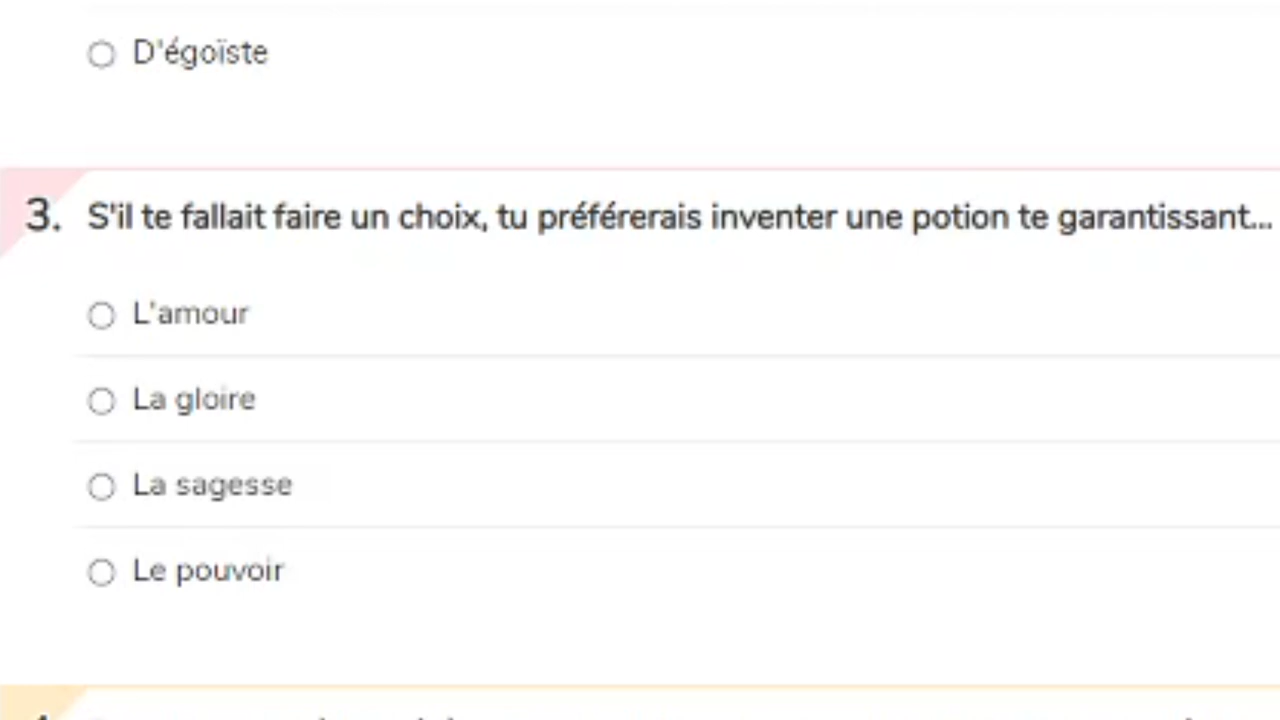 D'égoïste
3. S'il te fallait faire un choix, tu préférerais inventer une potion te garantissant...
L'amour
La gloire
La sagesse
Le pouvoir